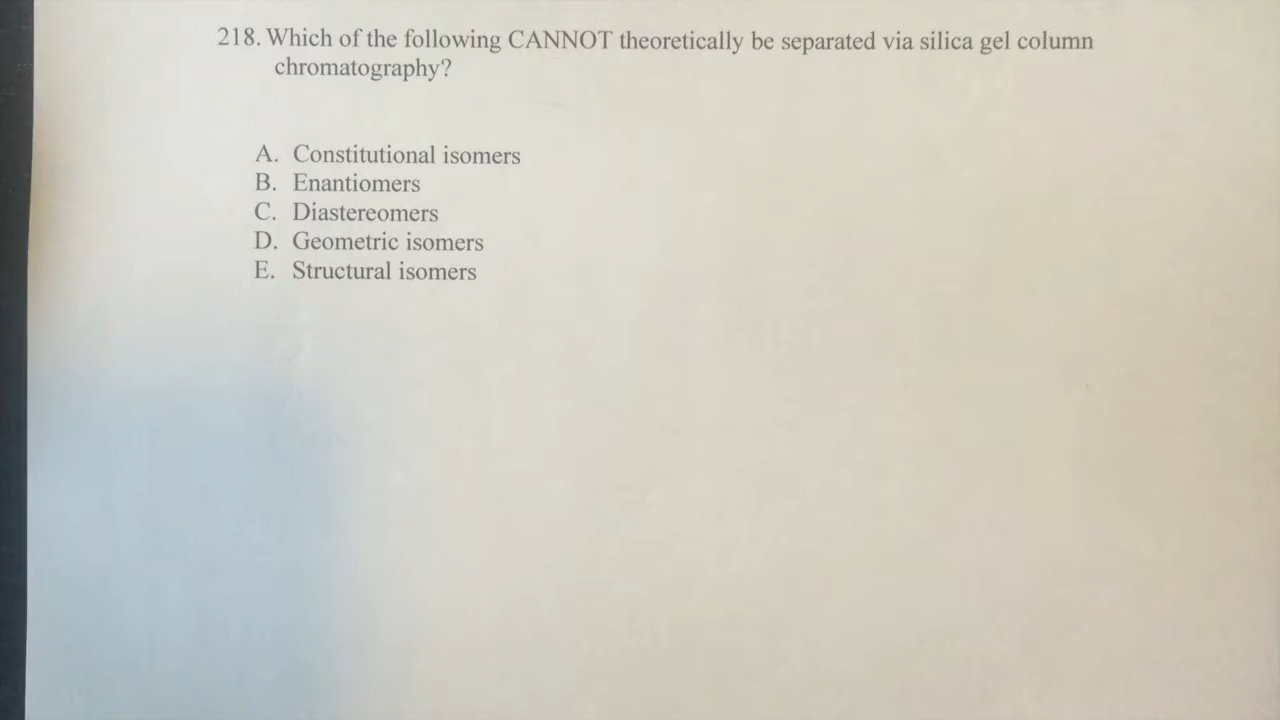 218. Which of the following CANNOT theoretically be separated via silica gel column
chromatography?
A. Constitutional isomers
B. Enantiomers
C. Diastereomers
D. Geometric isomers
E. Structural isomers